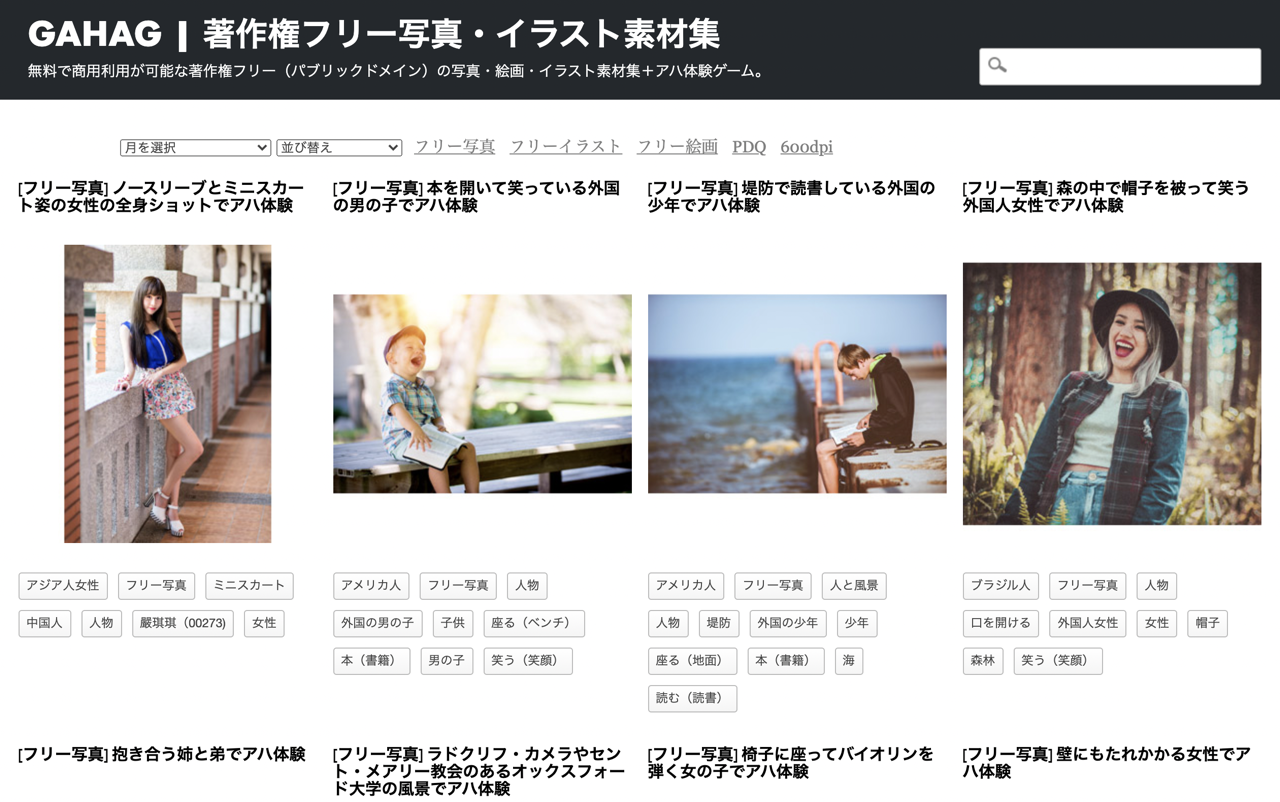 GAHAG | 著作権フリー写真・イラスト素材集
無料で商用利用が可能な著作権フリー（パブリックドメイン）の写真・絵画・イラスト素材集＋アハ体験ゲーム。
月を選択 並び替え フリー写真 フリーイラスト フリー絵画 PDQ 600dpi
[フリー写真] ノースリーブとミニスカー
ト姿の女性の全身ショットでアハ体験
[フリー写真] 本を開いて笑っている外国
の男の子でアハ体験
[フリー写真] 堤防で読書している外国の
少年でアハ体験
[フリー写真] 森の中で帽子を被って笑う
外国人女性でアハ体験
アジア人女性 フリー写真 ミニスカート
中国人 人物 嚴琪琪（00273) 女性
アメリカ人 フリー写真 人物
外国の男の子 子供 座る（ベンチ）
本（書籍） 男の子 笑う（笑顔）
アメリカ人 フリー写真 人と風景
人物 堤防 外国の少年 少年
座る（地面） 本（書籍） 海
読む（読書）
ブラジル人 フリー写真 人物
口を開ける 外国人女性 女性 帽子
森林 笑う（笑顔）
[フリー写真] 抱き合う姉と弟でアハ体験
[フリー写真] ラドクリフ・カメラやセン
ト・メアリー教会のあるオックスフォー
ド大学の風景でアハ体験
[フリー写真] 椅子に座ってバイオリンを
弾く女の子でアハ体験
[フリー写真] 壁にもたれかかる女性でア
ハ体験